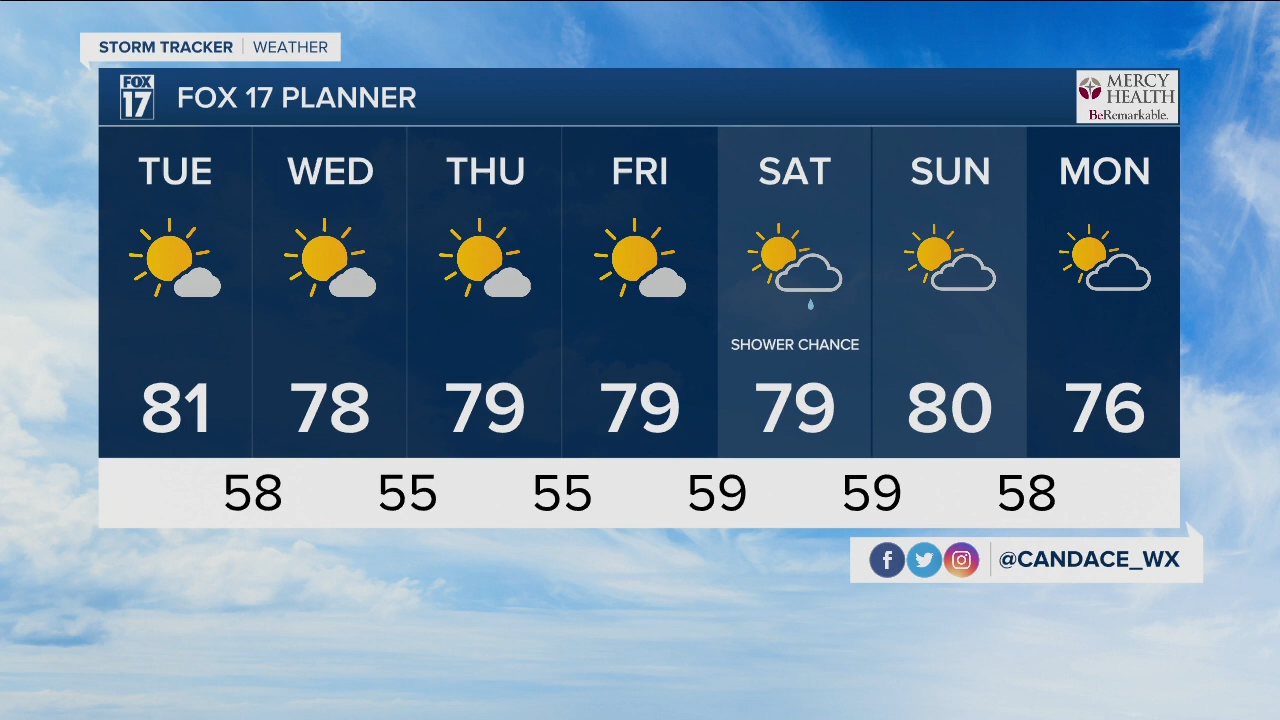 STORM TRACKER | WEATHER
FOX
17
FOX 17 PLANNER
MERCY
HEALTH
BeRemarkable.
TUE WED THU FRI SAT SUN MON
SHOWER CHANCE
81 78 79 79 79 80 76
58 55 55 59 59 58
f
@CANDACE_WX